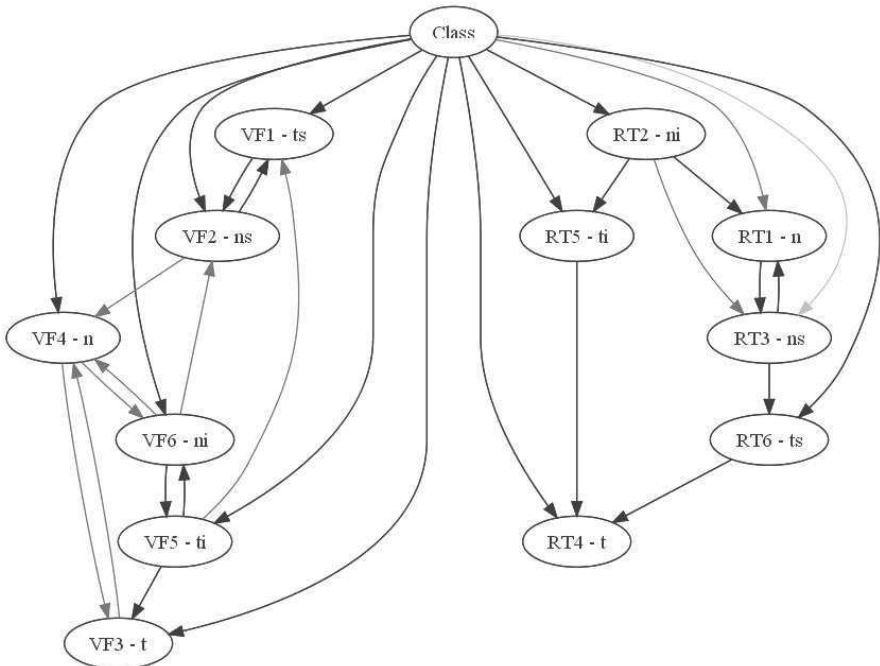 Class
VF1 - ts
RT2 - ni
VF2 - ns
RT5 - ti
RT1 - n
VF4 - n
RT3 - ns
VF6 - ni
RT6 - ts
VF5 - ti
RT4 - t
VF3 - t